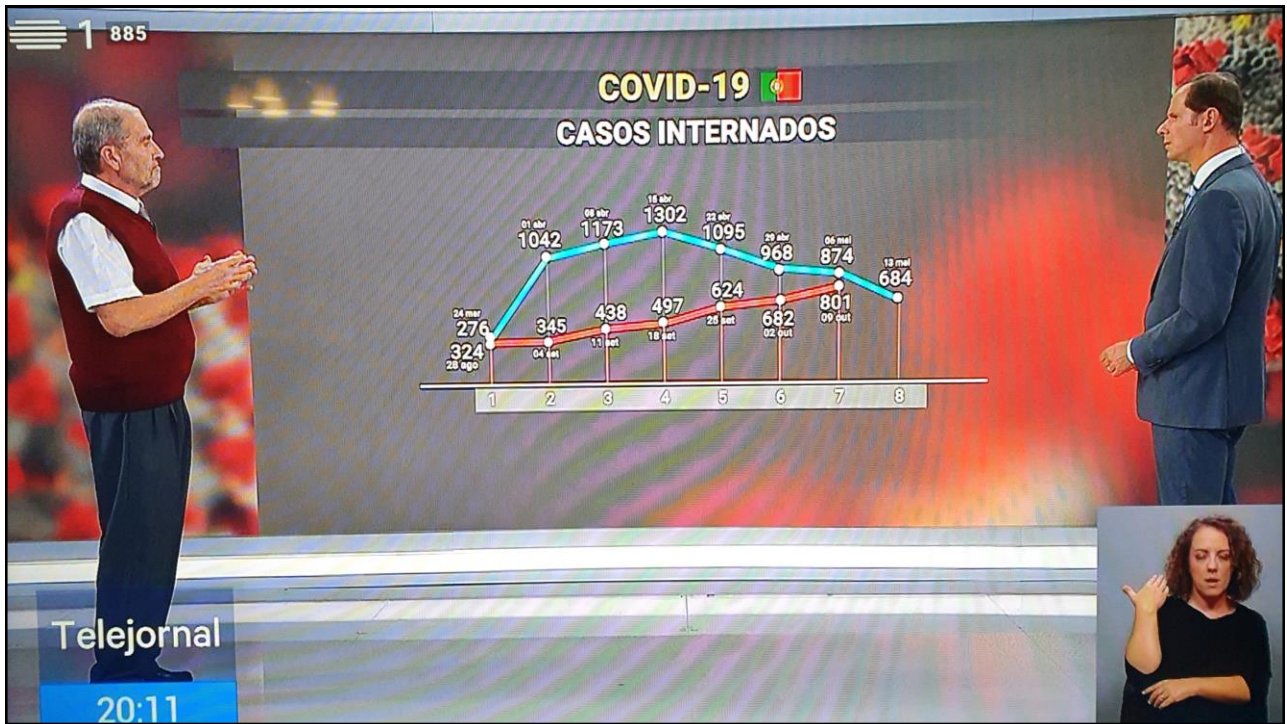 1 885
COVID-19
CASOS INTERNADOS
24 mar
276
01 abr
1042
08 abr
1173
15 abr
1302
22 abr
1095
29 abr
968
06 mai
874
13 mai
684
324
28 ago
345
04 set
438
11 set
497
18 set
624
25 set
682
02 out
801
09 out
1 2 3 4 5 6 7 8
Telejornal
20:11